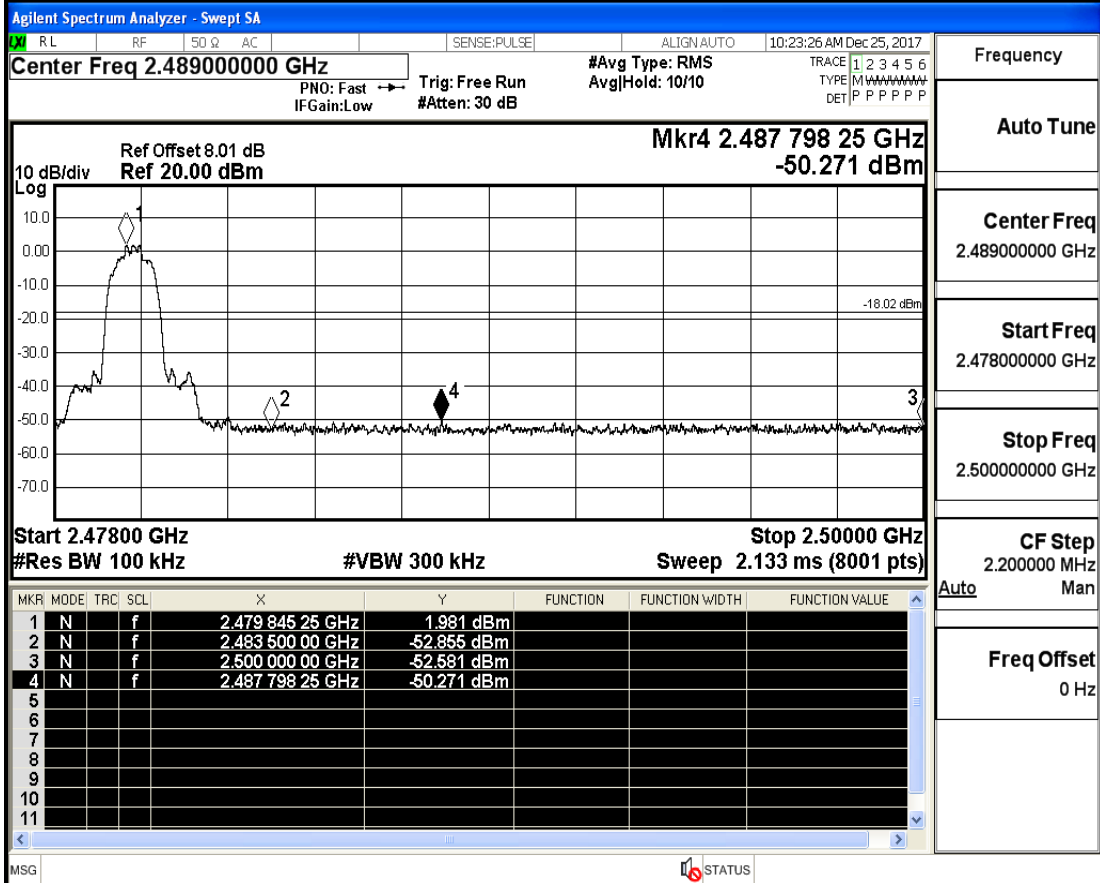 Agilent Spectrum Analyzer - Swept SA
LXI RL RF 50 Ω AC SENSE:PULSE ALIGN AUTO 10:23:26 AM Dec 25, 2017
Center Freq 2.489000000 GHz
PNO: Fast
IFGain:Low
Trig: Free Run
#Atten: 30 dB
#Avg Type: RMS
Avg|Hold: 10/10
TRACE 1 2 3 4 5 6
TYPE M WWWWW
DET P P P P P P
Mkr4 2.487 798 25 GHz
-50.271 dBm
Ref Offset 8.01 dB
10 dB/div Ref 20.00 dBm
Log
10.0
0.00
-10.0
-20.0
-30.0
-40.0
-50.0
-60.0
-70.0
1
2
4
3
-18.02 dBm
Start 2.47800 GHz Stop 2.50000 GHz
#Res BW 100 kHz #VBW 300 kHz Sweep 2.133 ms (8001 pts)
MKR MODE TRC SCL X Y FUNCTION FUNCTION WIDTH FUNCTION VALUE
1 N f 2.479 845 25 GHz 1.981 dBm
2 N f 2.483 500 00 GHz -52.855 dBm
3 N f 2.500 000 00 GHz -52.581 dBm
4 N f 2.487 798 25 GHz -50.271 dBm
5
6
7
8
9
10
11
MSG STATUS
Frequency
Auto Tune
Center Freq
2.489000000 GHz
Start Freq
2.478000000 GHz
Stop Freq
2.500000000 GHz
CF Step
2.200000 MHz
Auto Man
Freq Offset
0 Hz